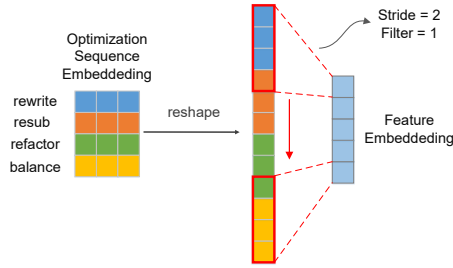 Optimization
Sequence
Embeddeding
rewrite
resub
refactor
balance
reshape
Stride = 2
Filter = 1
Feature
Embeddeding